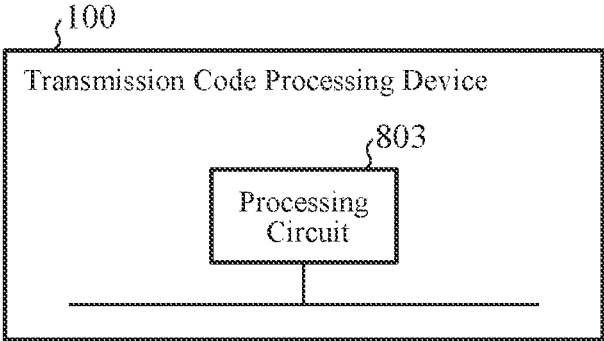 100
Transmission Code Processing Device
803
Processing
Circuit